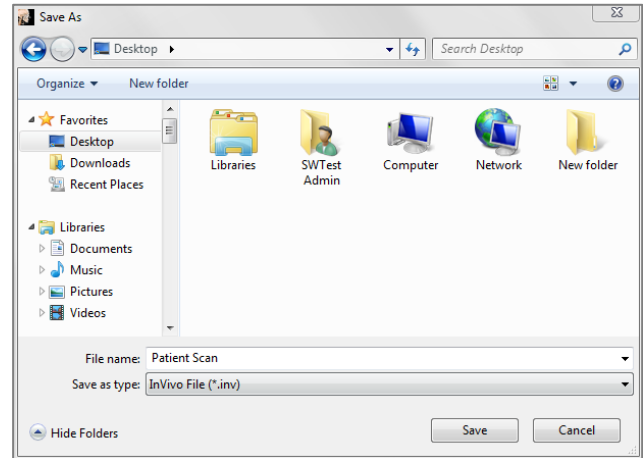 Save As
Desktop
Search Desktop
Organize
New folder
Favorites
Desktop
Downloads
Recent Places
Libraries
Documents
Music
Pictures
Videos
Libraries
SWTest
Admin
Computer
Network
New folder
File name: Patient Scan
Save as type: InVivo File (*.inv)
Hide Folders
Save
Cancel